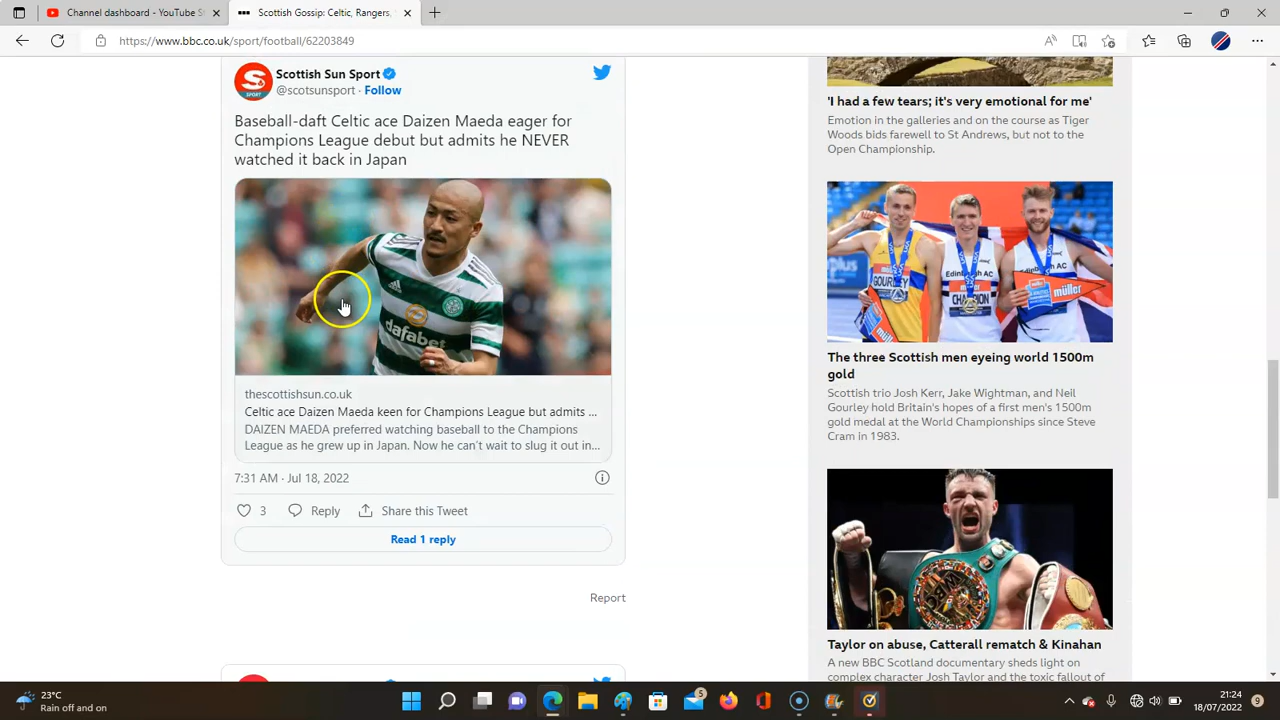 Channel dashboard - YouTube S
Scottish Gossip: Celtic, Rangers,
https://www.bbc.co.uk/sport/football/62203849
Scottish Sun Sport
@scotsunsport · Follow
Baseball-daft Celtic ace Daizen Maeda eager for
Champions League debut but admits he NEVER
watched it back in Japan
dafabet
thescottishsun.co.uk
Celtic ace Daizen Maeda keen for Champions League but admits ...
DAIZEN MAEDA preferred watching baseball to the Champions
League as he grew up in Japan. Now he can't wait to slug it out in...
7:31 AM · Jul 18, 2022
3 Reply Share this Tweet
Read 1 reply
Report
'I had a few tears; it's very emotional for me'
Emotion in the galleries and on the course as Tiger
Woods bids farewell to St Andrews, but not to the
Open Championship.
GOURLEY
Edinburgh AC
müller
The three Scottish men eyeing world 1500m
gold
Scottish trio Josh Kerr, Jake Wightman, and Neil
Gourley hold Britain's hopes of a first men's 1500m
gold medal at the World Championships since Steve
Cram in 1983.
Taylor on abuse, Catterall rematch & Kinahan
A new BBC Scotland documentary sheds light on
complex character Josh Taylor and the toxic fallout of
23°C
Rain off and on
5
21:24
18/07/2022